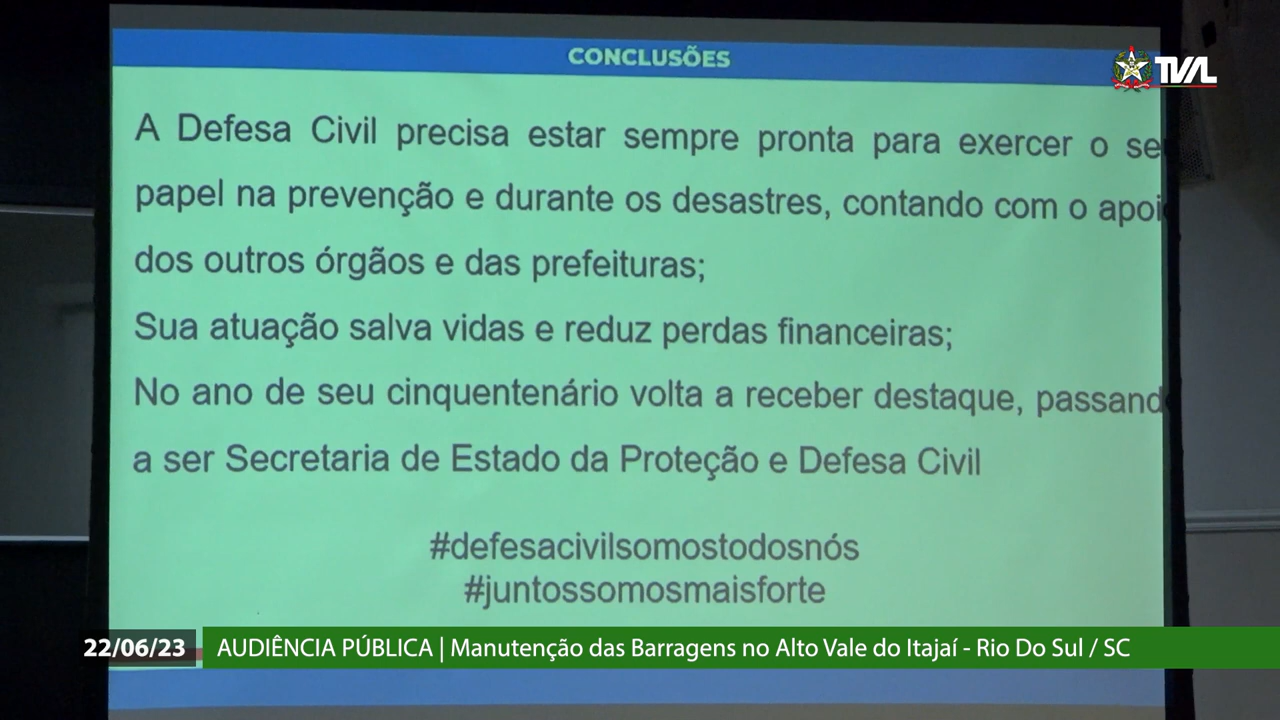 CONCLUSÕES
TVAL
A Defesa Civil precisa estar sempre pronta para exercer o se
papel na prevenção e durante os desastres, contando com o apoi
dos outros órgãos e das prefeituras;
Sua atuação salva vidas e reduz perdas financeiras;
No ano de seu cinquentenário volta a receber destaque, passand
a ser Secretaria de Estado da Proteção e Defesa Civil
#defesacivilsomostodosnós
#juntossomosmaisforte
22/06/23 AUDIÊNCIA PÚBLICA | Manutenção das Barragens no Alto Vale do Itajaí - Rio Do Sul / SC